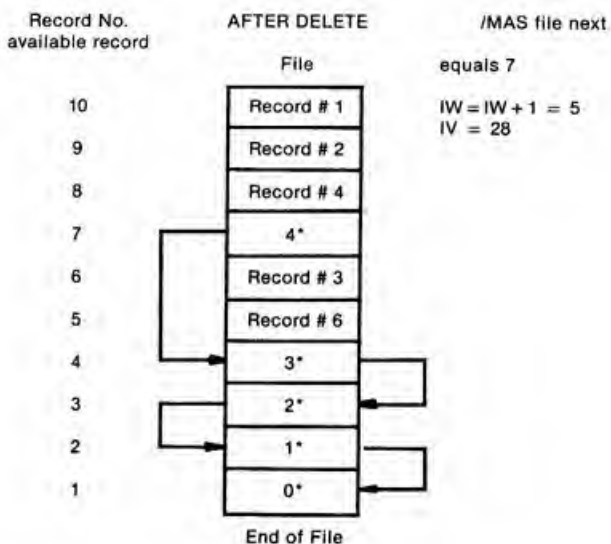 Record No. AFTER DELETE /MAS file next
available record
File equals 7
10 Record # 1 IW = IW + 1 = 5
IV = 28
9 Record # 2
8 Record # 4
7 4*
6 Record # 3
5 Record # 6
4 3*
3 2*
2 1*
1 0*
End of File